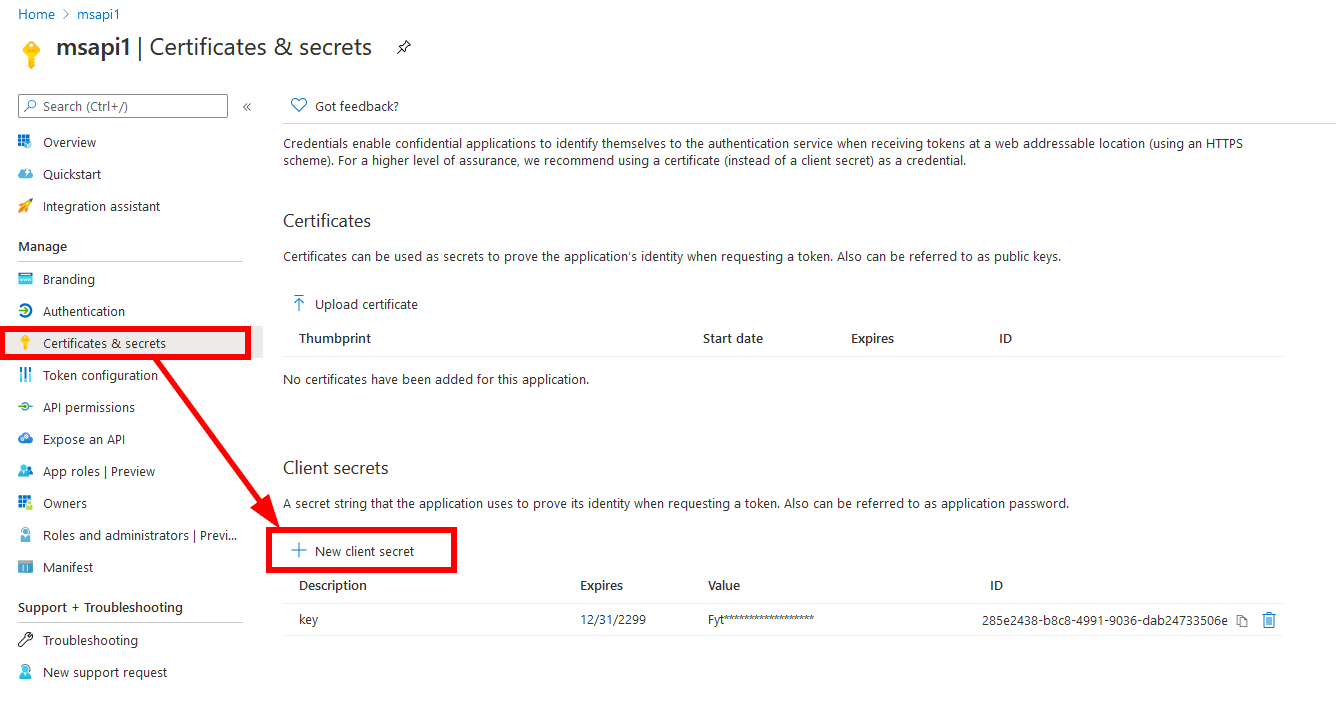 Home > msapi1
msapi1 | Certificates & secrets
Search (Ctrl+/)
«
Overview
Quickstart
Integration assistant
Manage
Branding
Authentication
Certificates & secrets
Token configuration
API permissions
Expose an API
App roles | Preview
Owners
Roles and administrators | Previ...
Manifest
Support + Troubleshooting
Troubleshooting
New support request
Got feedback?
Credentials enable confidential applications to identify themselves to the authentication service when receiving tokens at a web addressable location (using an HTTPS
scheme). For a higher level of assurance, we recommend using a certificate (instead of a client secret) as a credential.
Certificates
Certificates can be used as secrets to prove the application's identity when requesting a token. Also can be referred to as public keys.
Upload certificate
Thumbprint Start date Expires ID
No certificates have been added for this application.
Client secrets
A secret string that the application uses to prove its identity when requesting a token. Also can be referred to as application password.
New client secret
Description Expires Value ID
key 12/31/2299 Fyt****************** 285e2438-b8c8-4991-9036-dab24733506e